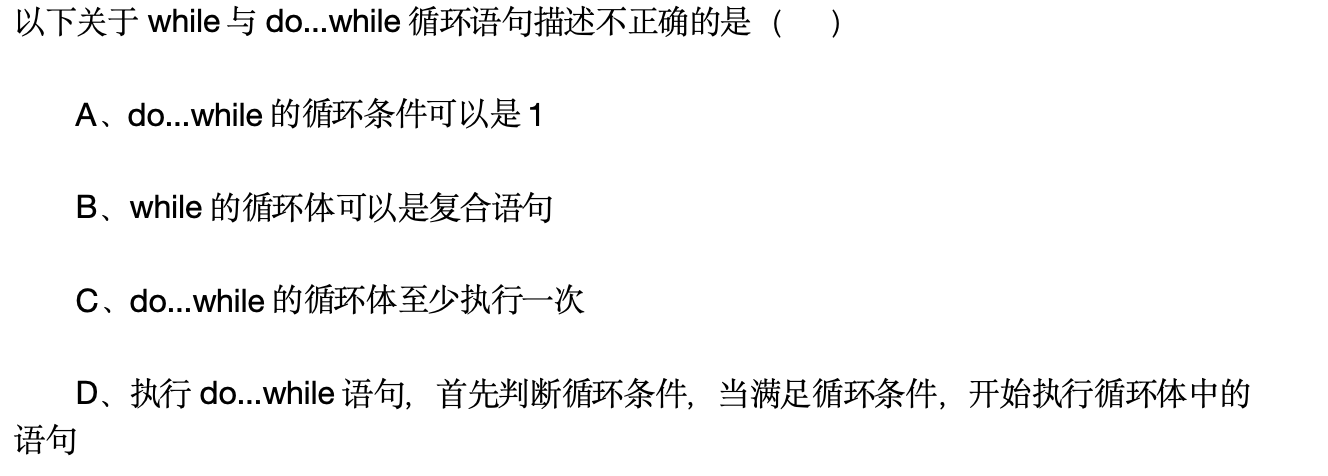 以下关于 while 与 do...while 循环语句描述不正确的是（　）
A、do...while 的循环条件可以是 1
B、while 的循环体可以是复合语句
C、do...while 的循环体至少执行一次
D、执行 do...while 语句，首先判断循环条件，当满足循环条件，开始执行循环体中的
语句